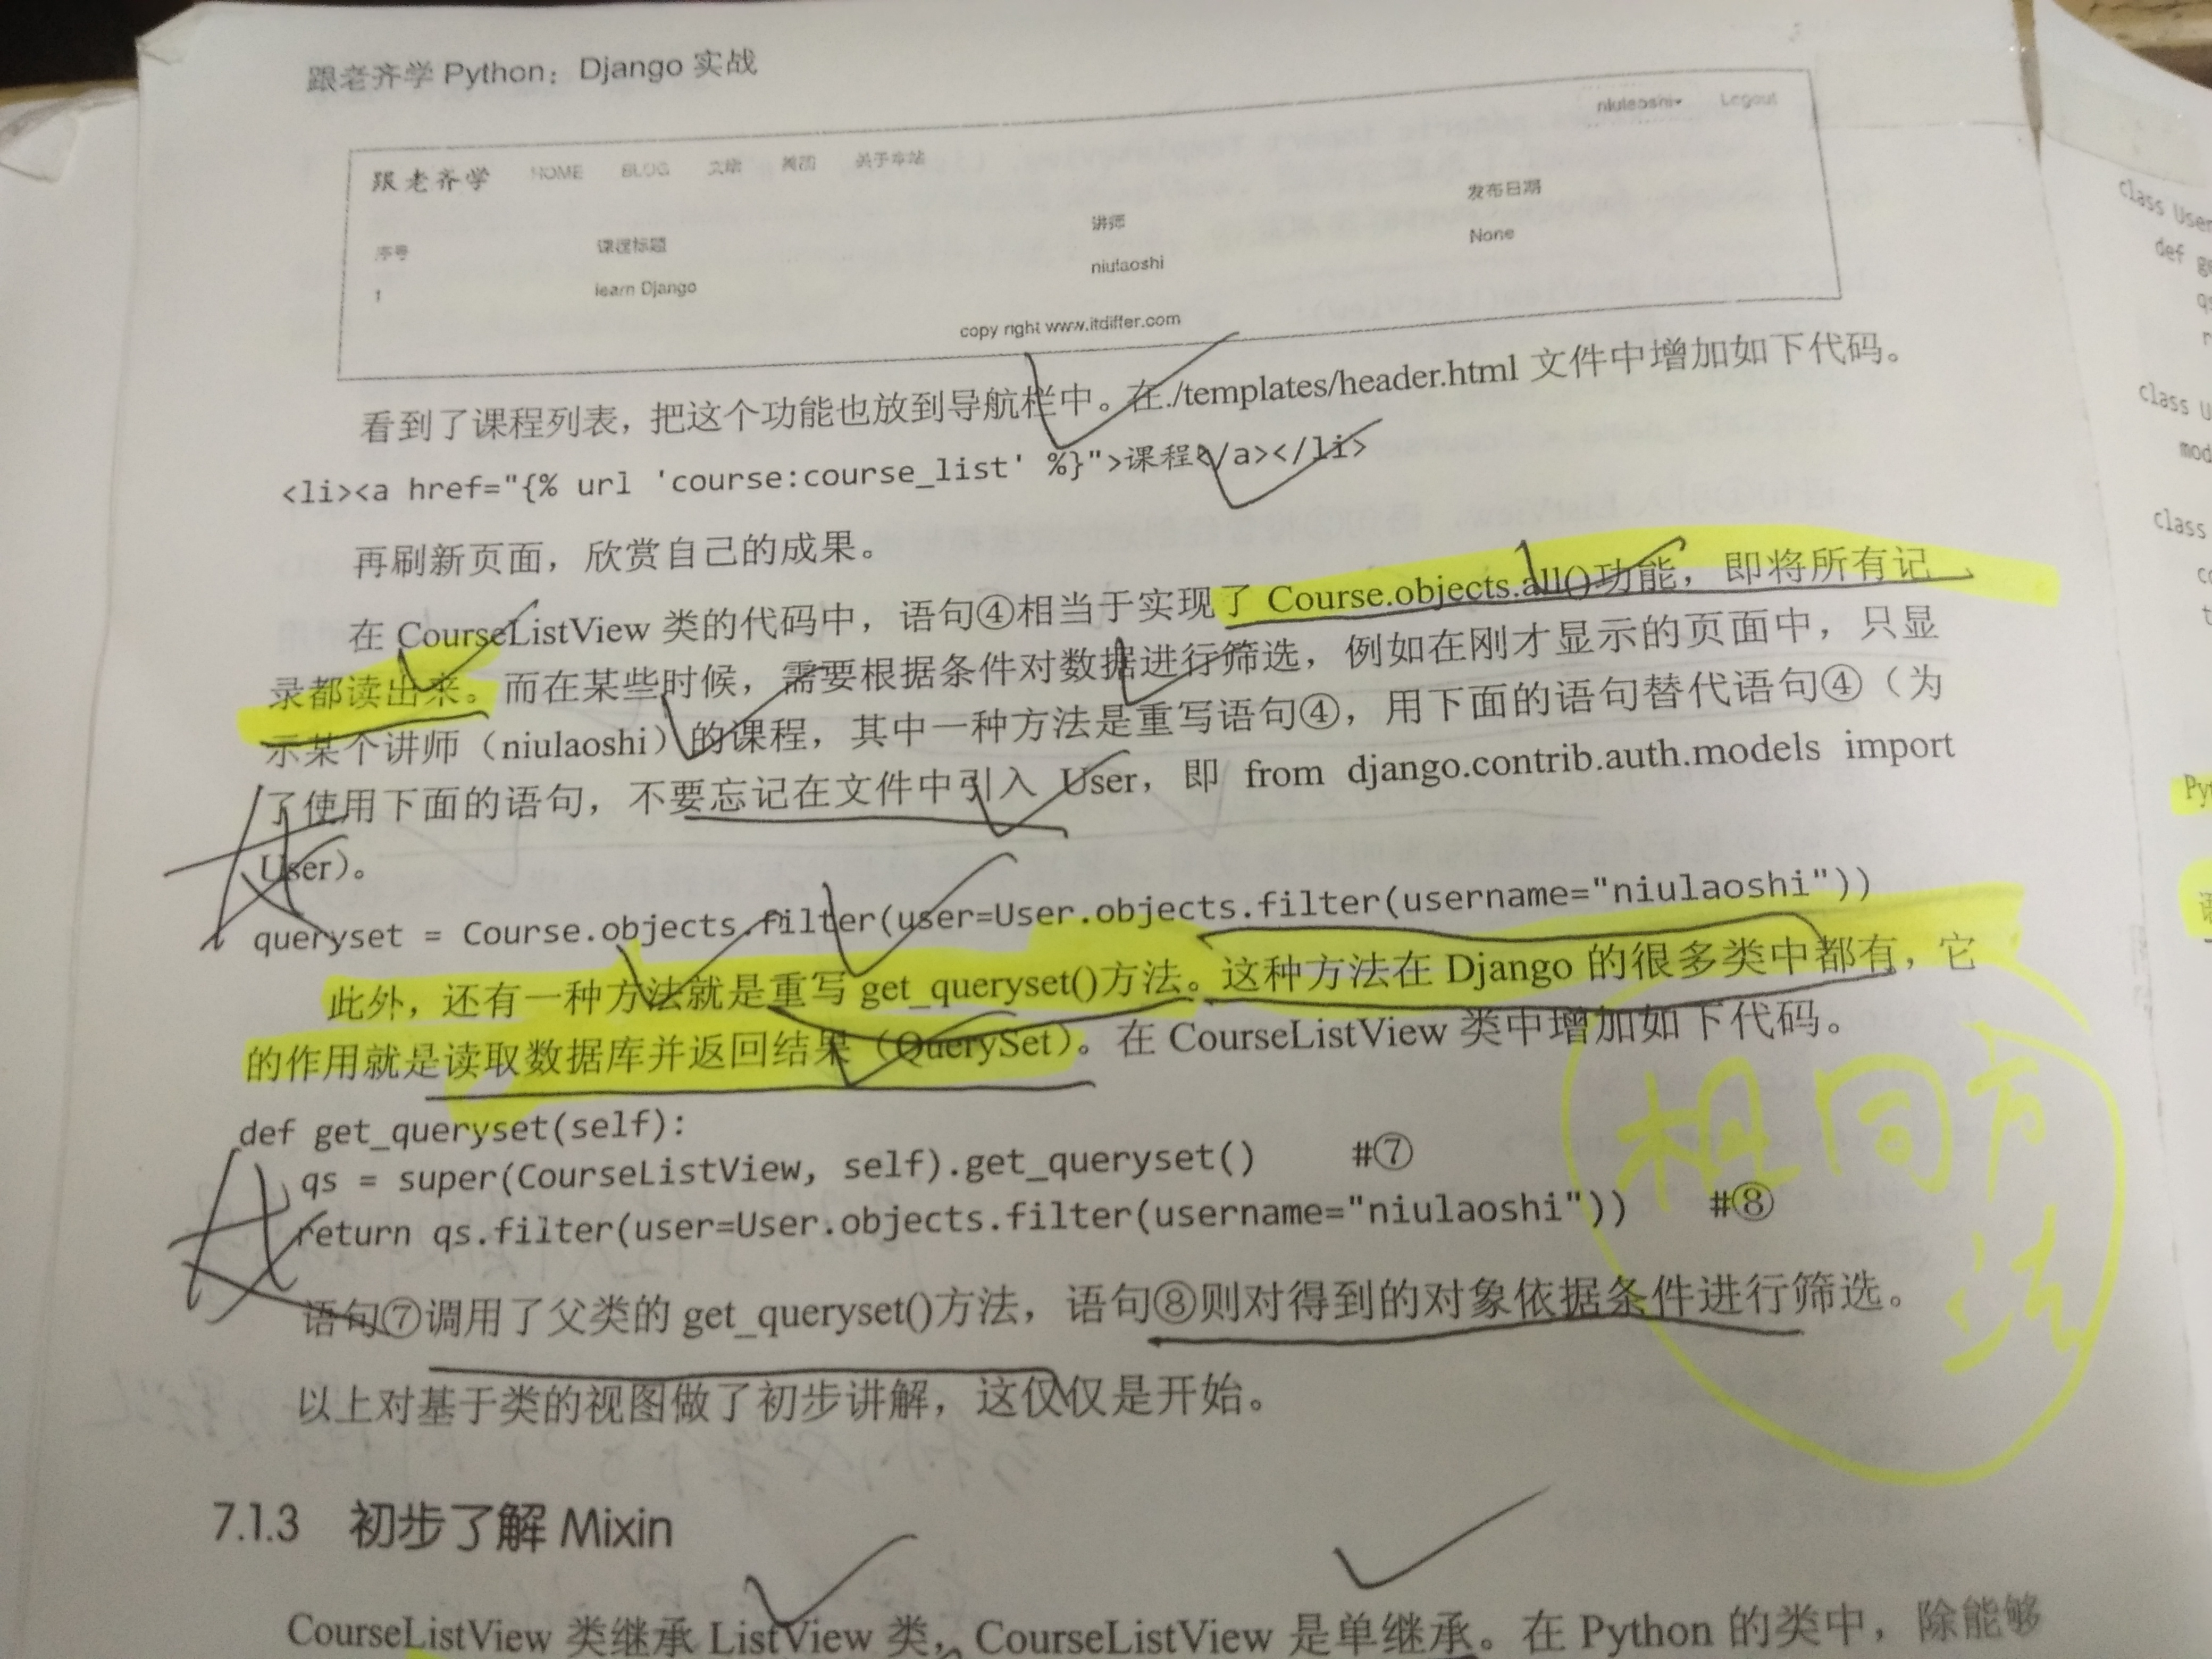 跟老齐学 Python：Django 实战
niulaoshi▾ Logout
跟老齐学 HOME BLOG 文章 美图 关于本站
序号 课程标题 讲师 发布日期
1 learn Django niulaoshi None
copy right www.itdiffer.com
看到了课程列表，把这个功能也放到导航栏中。在./templates/header.html 文件中增加如下代码。
<li><a href="{% url 'course:course_list' %}">课程</a></li>
再刷新页面，欣赏自己的成果。
在 CourseListView 类的代码中，语句④相当于实现了 Course.objects.all()功能，即将所有记
录都读出来。而在某些时候，需要根据条件对数据进行筛选，例如在刚才显示的页面中，只显
示某个讲师（niulaoshi）的课程，其中一种方法是重写语句④，用下面的语句替代语句④（为
了使用下面的语句，不要忘记在文件中引入 User，即 from django.contrib.auth.models import
User）。
queryset = Course.objects.filter(user=User.objects.filter(username="niulaoshi"))
此外，还有一种方法就是重写 get_queryset()方法。这种方法在 Django 的很多类中都有，它
的作用就是读取数据库并返回结果（QuerySet）。在 CourseListView 类中增加如下代码。
def get_queryset(self):
qs = super(CourseListView, self).get_queryset() #⑦
return qs.filter(user=User.objects.filter(username="niulaoshi")) #⑧
相同方
法
语句⑦调用了父类的 get_queryset()方法，语句⑧则对得到的对象依据条件进行筛选。
以上对基于类的视图做了初步讲解，这仅仅是开始。
7.1.3 初步了解 Mixin
CourseListView 类继承 ListView 类，CourseListView 是单继承。在 Python 的类中，除能够
class User
def ge
qs
r
class U
mod
class
co
t
Pyt
语